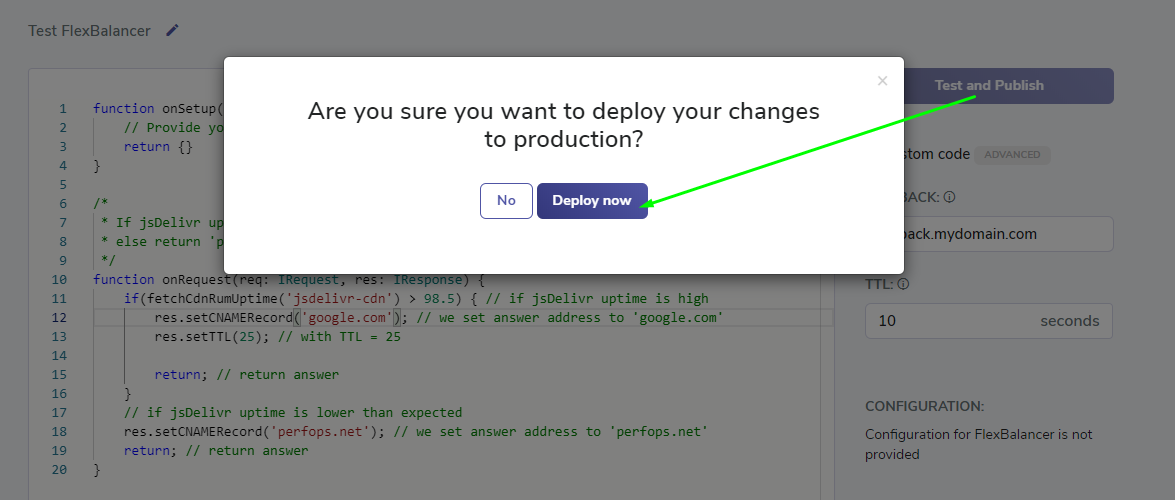 Test FlexBalancer
×
Are you sure you want to deploy your changes
to production?
No
Deploy now
Test and Publish
stom code ADVANCED
BACK:
back.mydomain.com
TTL:
10 seconds
CONFIGURATION:
Configuration for FlexBalancer is not
provided
1 function onSetup(
2 // Provide yo
3 return {}
4 }
5
6 /*
7 * If jsDelivr up
8 * else return 'p
9 */
10 function onRequest(req: IRequest, res: IResponse) {
11 if(fetchCdnRumUptime('jsdelivr-cdn') > 98.5) { // if jsDelivr uptime is high
12 res.setCNAMERecord('google.com'); // we set answer address to 'google.com'
13 res.setTTL(25); // with TTL = 25
14
15 return; // return answer
16 }
17 // if jsDelivr uptime is lower than expected
18 res.setCNAMERecord('perfops.net'); // we set answer address to 'perfops.net'
19 return; // return answer
20 }